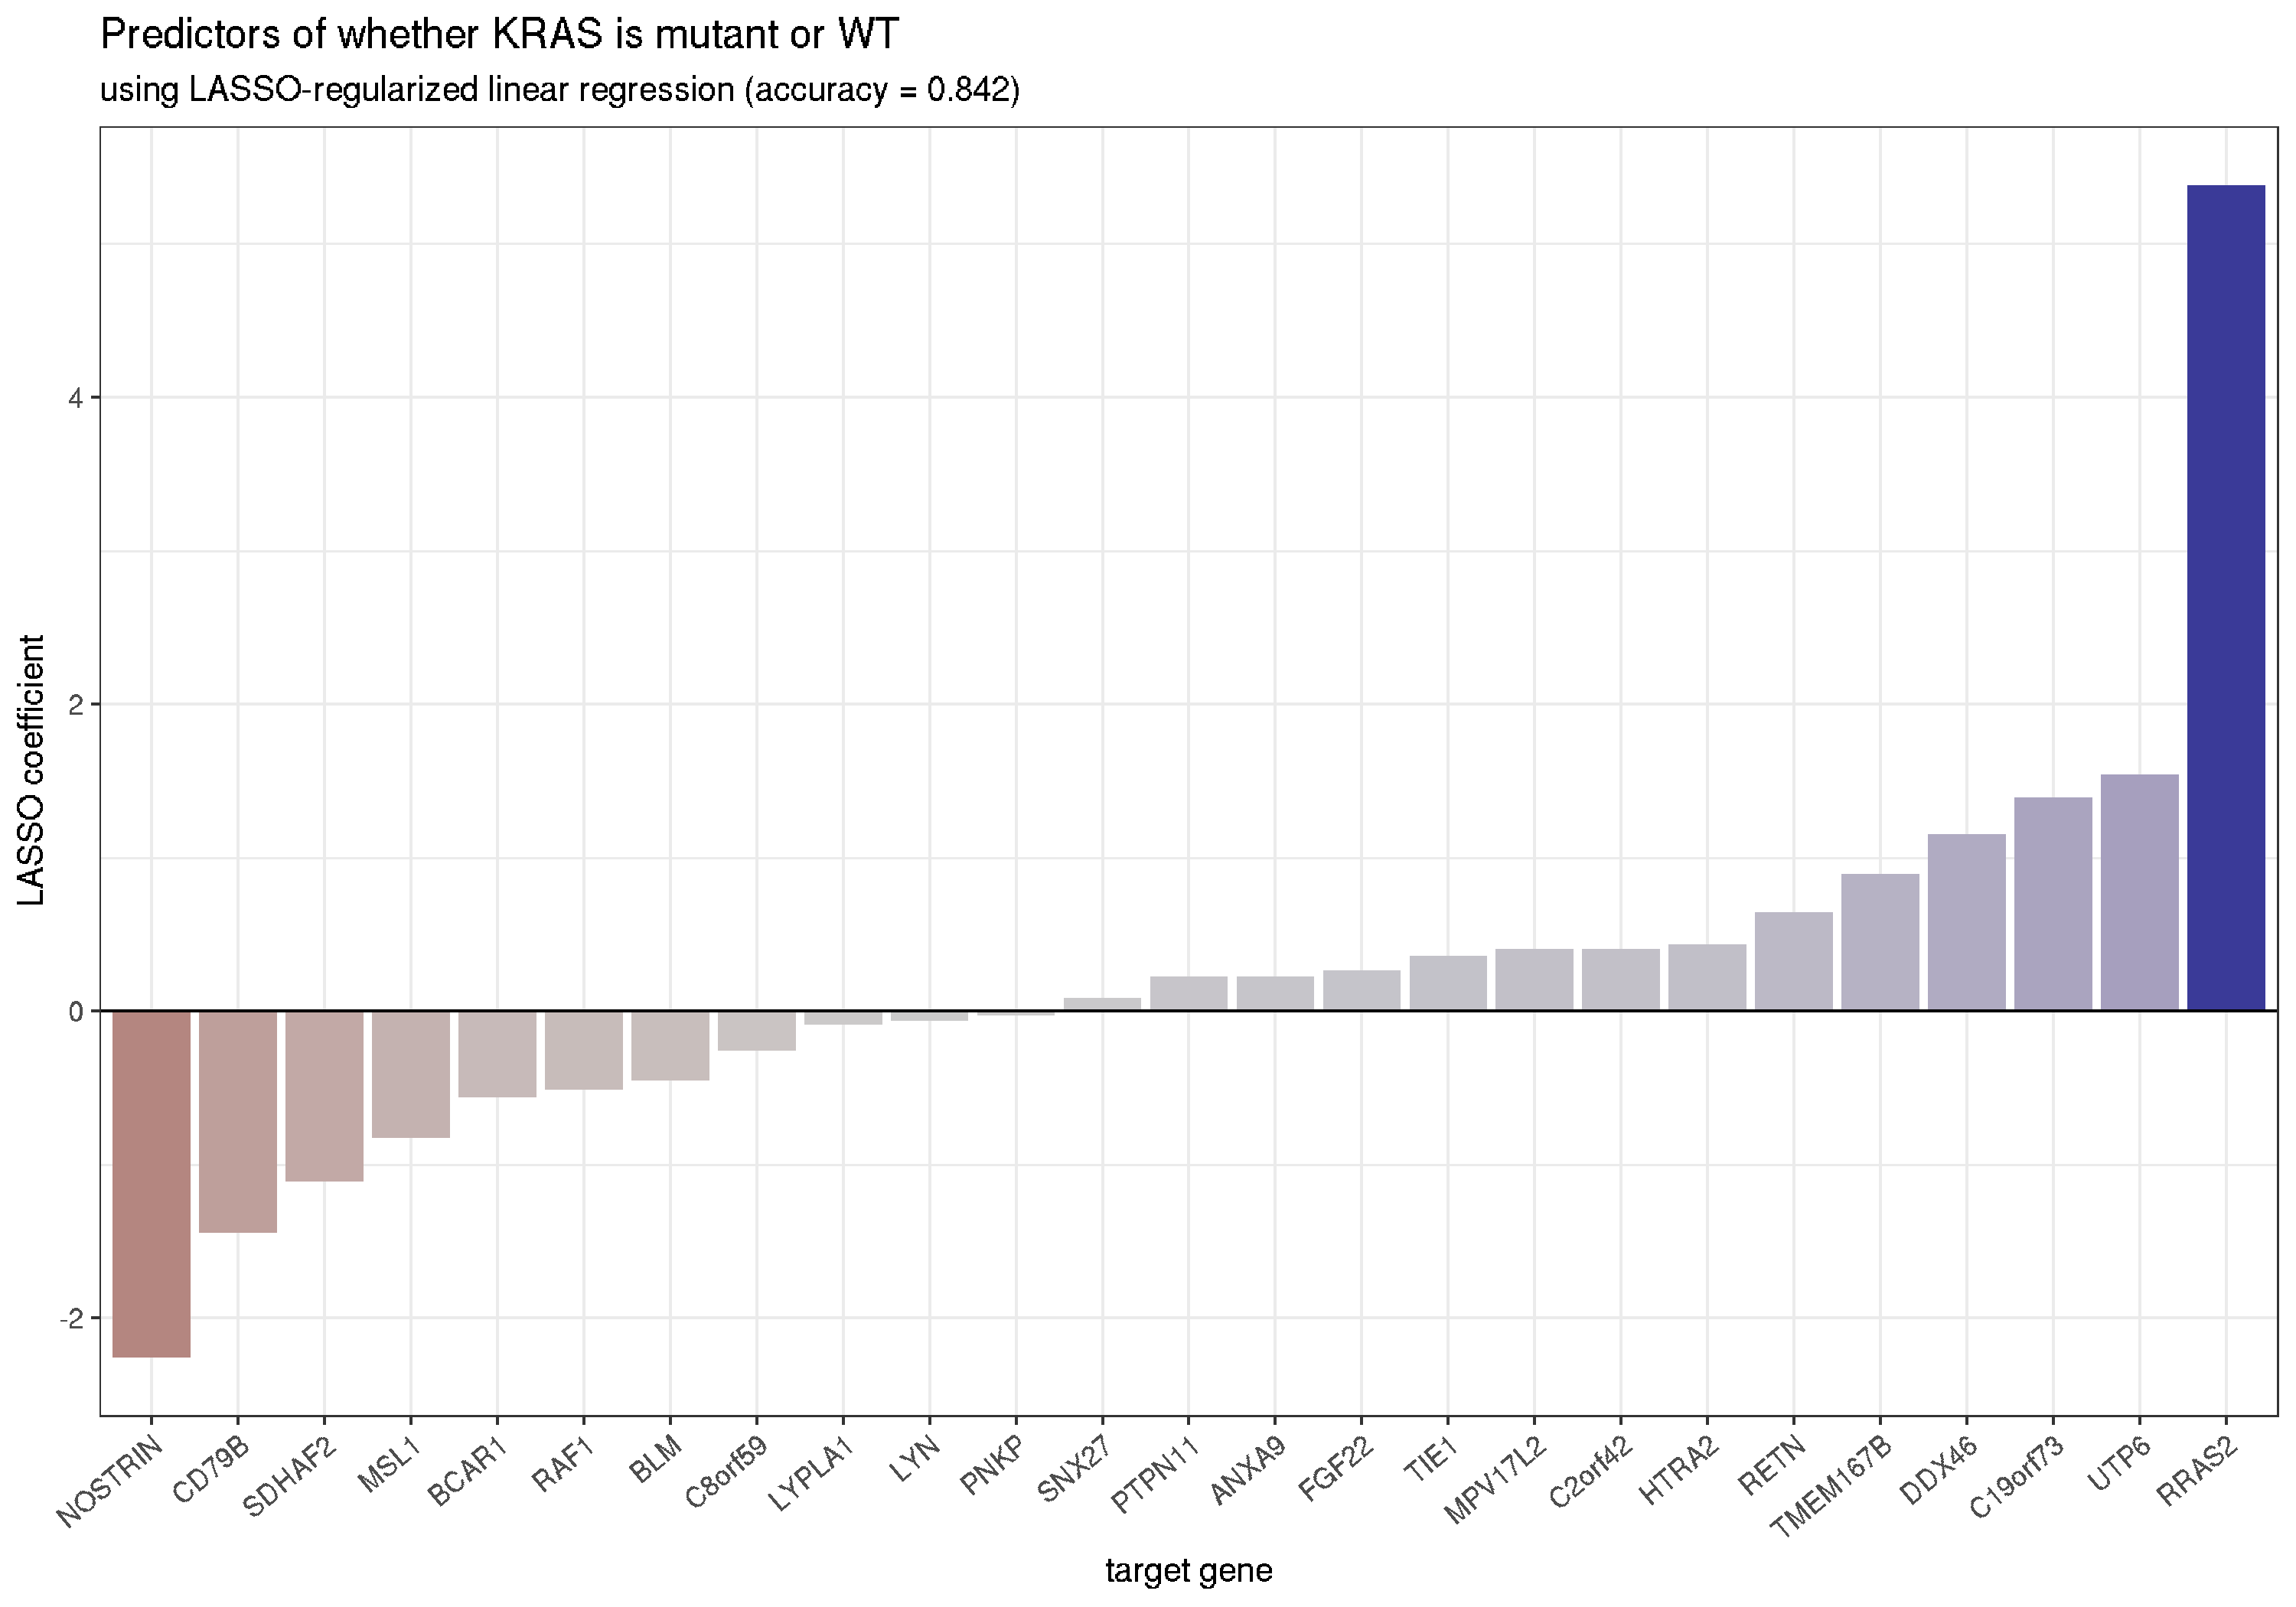 Predictors of whether KRAS is mutant or WT
using LASSO-regularized linear regression (accuracy = 0.842)
LASSO coefficient
4
2
0
-2
NOSTRIN
CD79B
SDHAF2
MSL1
BCAR1
RAF1
BLM
C8orf59
LYPLA1
LYN
PNKP
SNX27
PTPN11
ANXA9
FGF22
TIE1
MPV17L2
C2orf42
HTRA2
RETN
TMEM167B
DDX46
C19orf73
UTP6
RRAS2
target gene